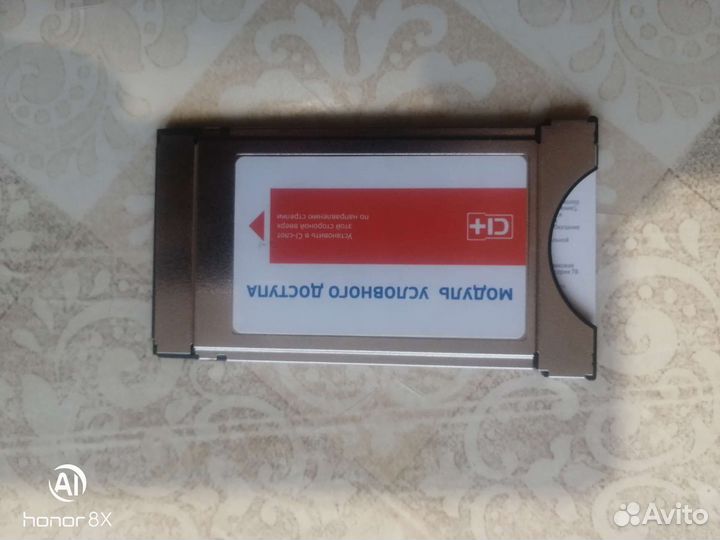 МОДУЛЬ УСЛОВНОГО ДОСТУПА
CI+
Установить в CI-слот
этой стороной вверх
по направлению стрелки
AI
honor 8X
Avito